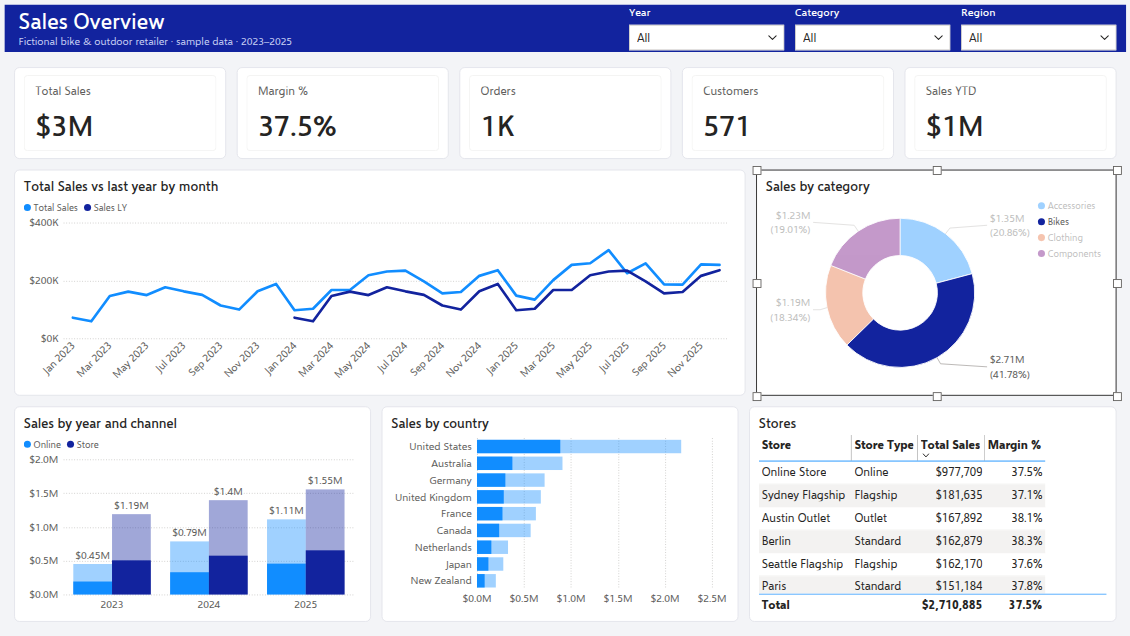 Sales Overview
Fictional bike & outdoor retailer · sample data · 2023–2025
Year
All
Category
All
Region
All
Total Sales
$3M
Margin %
37.5%
Orders
1K
Customers
571
Sales YTD
$1M
Total Sales vs last year by month
Total Sales Sales LY
$400K
$200K
$0K
Jan 2023 Mar 2023 May 2023 Jul 2023 Sep 2023 Nov 2023 Jan 2024 Mar 2024 May 2024 Jul 2024 Sep 2024 Nov 2024 Jan 2025 Mar 2025 May 2025 Jul 2025 Sep 2025 Nov 2025
Sales by category
$1.23M
(19.01%)
$1.35M
(20.86%)
$1.19M
(18.34%)
$2.71M
(41.78%)
Accessories
Bikes
Clothing
Components
Sales by year and channel
Online Store
$2.0M
$1.5M
$1.0M
$0.5M
$0.0M
$0.45M
$1.19M
$0.79M
$1.4M
$1.11M
$1.55M
2023 2024 2025
Sales by country
United States
Australia
Germany
United Kingdom
France
Canada
Netherlands
Japan
New Zealand
$0.0M $0.5M $1.0M $1.5M $2.0M $2.5M
Stores
Store Store Type Total Sales Margin %
Online Store Online $977,709 37.5%
Sydney Flagship Flagship $181,635 37.1%
Austin Outlet Outlet $167,892 38.1%
Berlin Standard $162,879 38.3%
Seattle Flagship Flagship $162,170 37.6%
Paris Standard $151,184 37.8%
Total $2,710,885 37.5%